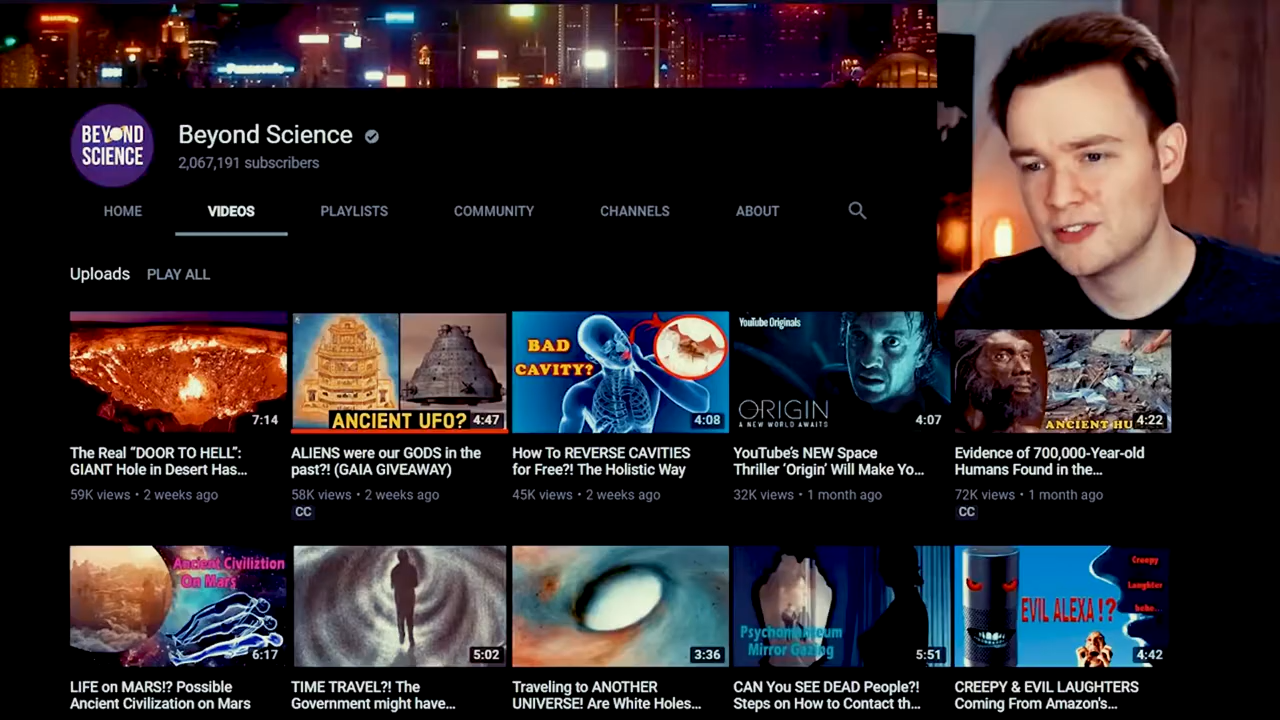 Panasonic
BEYOND
SCIENCE
Beyond Science
2,067,191 subscribers
HOME
VIDEOS
PLAYLISTS
COMMUNITY
CHANNELS
ABOUT
Uploads PLAY ALL
7:14
The Real “DOOR TO HELL”:
GIANT Hole in Desert Has...
59K views • 2 weeks ago
ANCIENT UFO?
4:47
ALIENS were our GODS in the
past?! (GAIA GIVEAWAY)
58K views • 2 weeks ago
CC
BAD
CAVITY?
4:08
How To REVERSE CAVITIES
for Free?! The Holistic Way
45K views • 2 weeks ago
YouTube Originals
ORIGIN
A NEW WORLD AWAITS
4:07
YouTube’s NEW Space
Thriller ‘Origin’ Will Make Yo...
32K views • 1 month ago
ANCIENT HU
4:22
Evidence of 700,000-Year-old
Humans Found in the...
72K views • 1 month ago
CC
Ancient Civiliztion
On Mars
6:17
LIFE on MARS!? Possible
Ancient Civilization on Mars
5:02
TIME TRAVEL?! The
Government might have...
3:36
Traveling to ANOTHER
UNIVERSE! Are White Holes...
Psychomanteum
Mirror Gazing
5:51
CAN You SEE DEAD People?!
Steps on How to Contact th...
Creepy
Laughter
hehe...
EVIL ALEXA!?
4:42
CREEPY & EVIL LAUGHTERS
Coming From Amazon's...